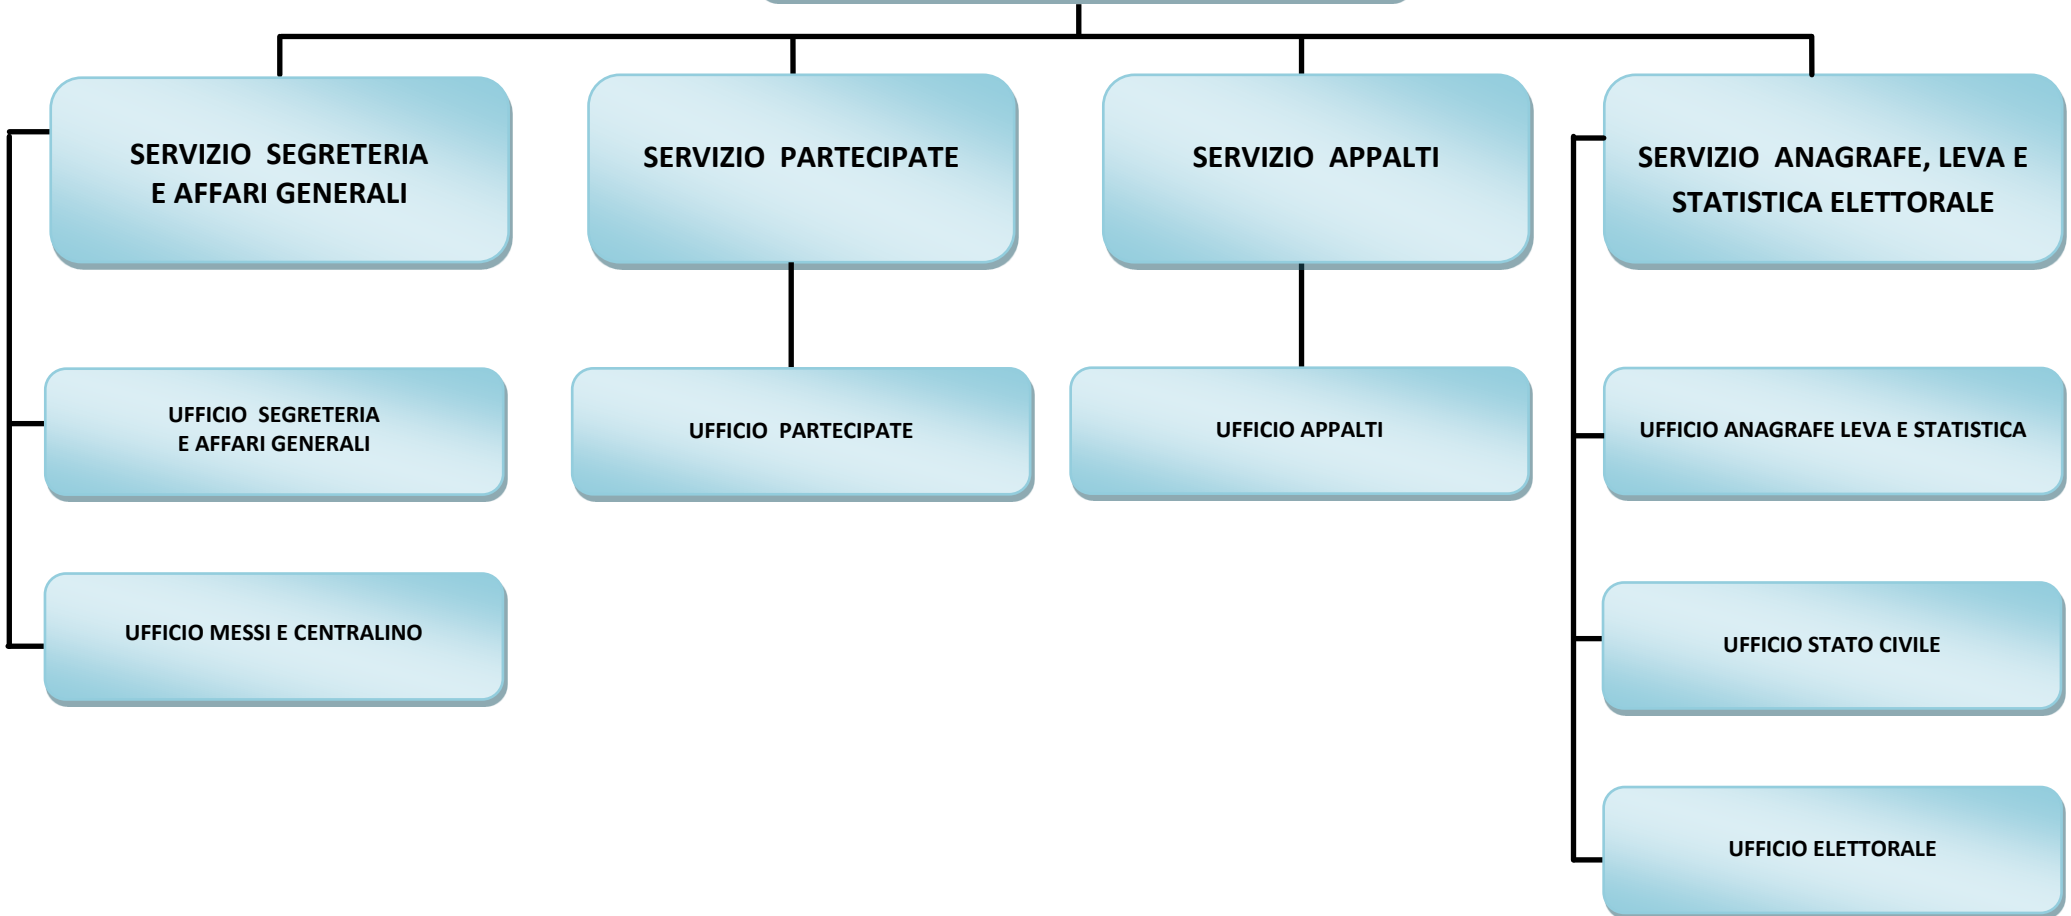 SERVIZIO SEGRETERIA
E AFFARI GENERALI
SERVIZIO PARTECIPATE
SERVIZIO APPALTI
SERVIZIO ANAGRAFE, LEVA E
STATISTICA ELETTORALE
UFFICIO SEGRETERIA
E AFFARI GENERALI
UFFICIO PARTECIPATE
UFFICIO APPALTI
UFFICIO ANAGRAFE LEVA E STATISTICA
UFFICIO MESSI E CENTRALINO
UFFICIO STATO CIVILE
UFFICIO ELETTORALE